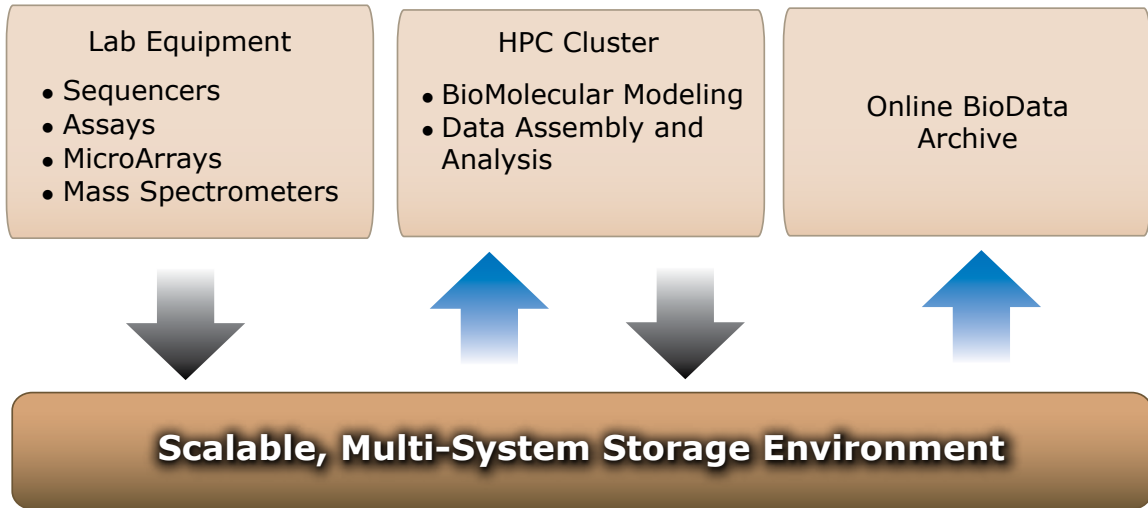 Lab Equipment
• Sequencers
• Assays
• MicroArrays
• Mass Spectrometers
HPC Cluster
• BioMolecular Modeling
• Data Assembly and
Analysis
Online BioData
Archive
Scalable, Multi-System Storage Environment